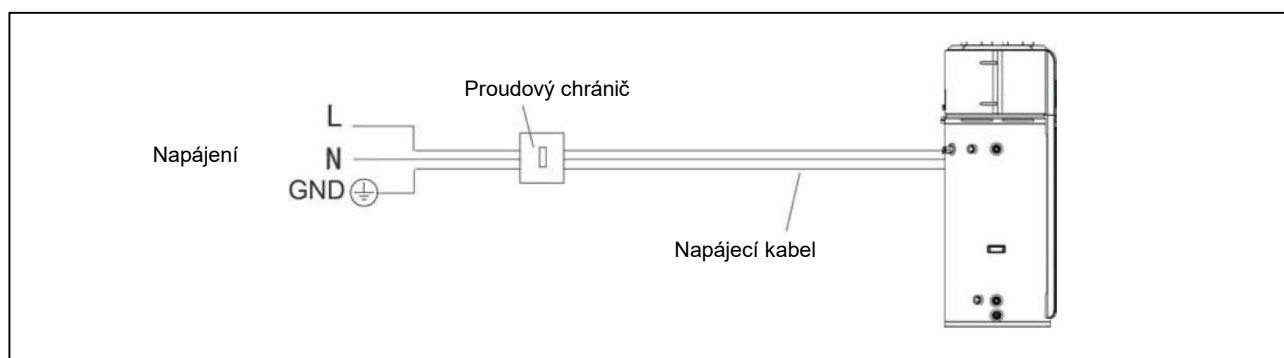 Proudový chránič
L
Napájení
N
GND
Napájecí kabel